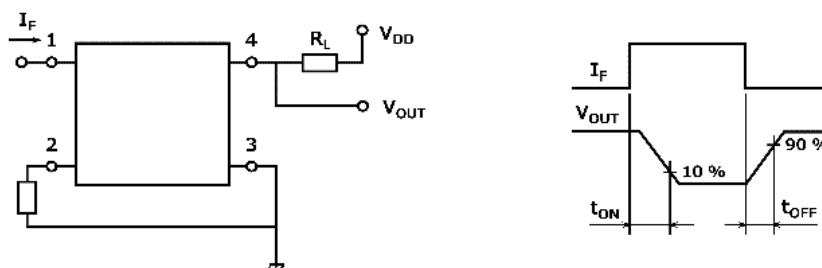 I_F
1
4
R_L
V_DD
V_OUT
2
3
I_F
V_OUT
10 %
90 %
t_ON
t_OFF